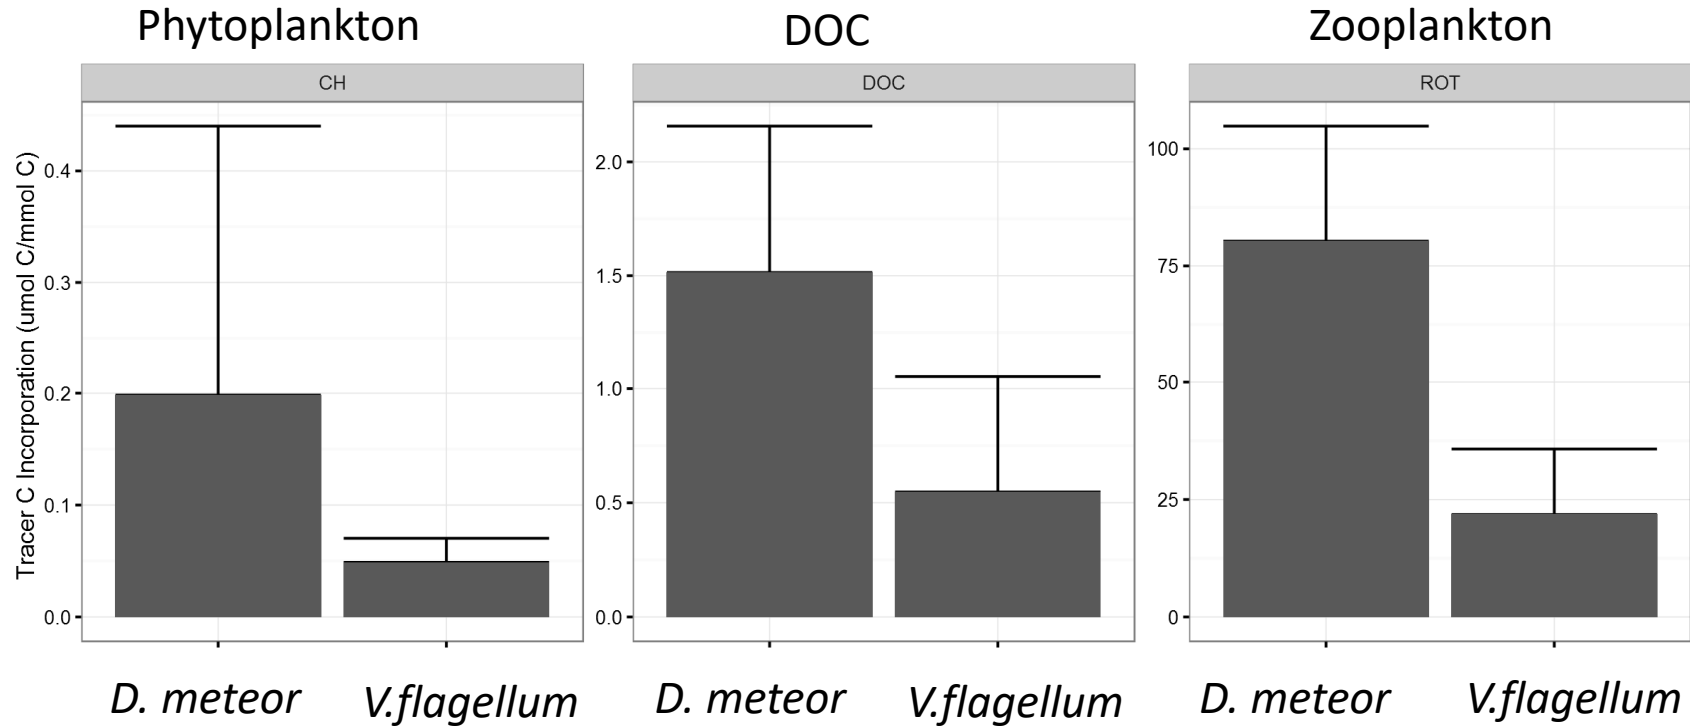 Phytoplankton
DOC
Zooplankton
CH
DOC
ROT
Tracer C Incorporation (umol C/mmol C)
0.4
0.3
0.2
0.1
0.0
2.0
1.5
1.0
0.5
0.0
100
75
50
25
0
D. meteor
V.flagellum
D. meteor
V.flagellum
D. meteor
V.flagellum